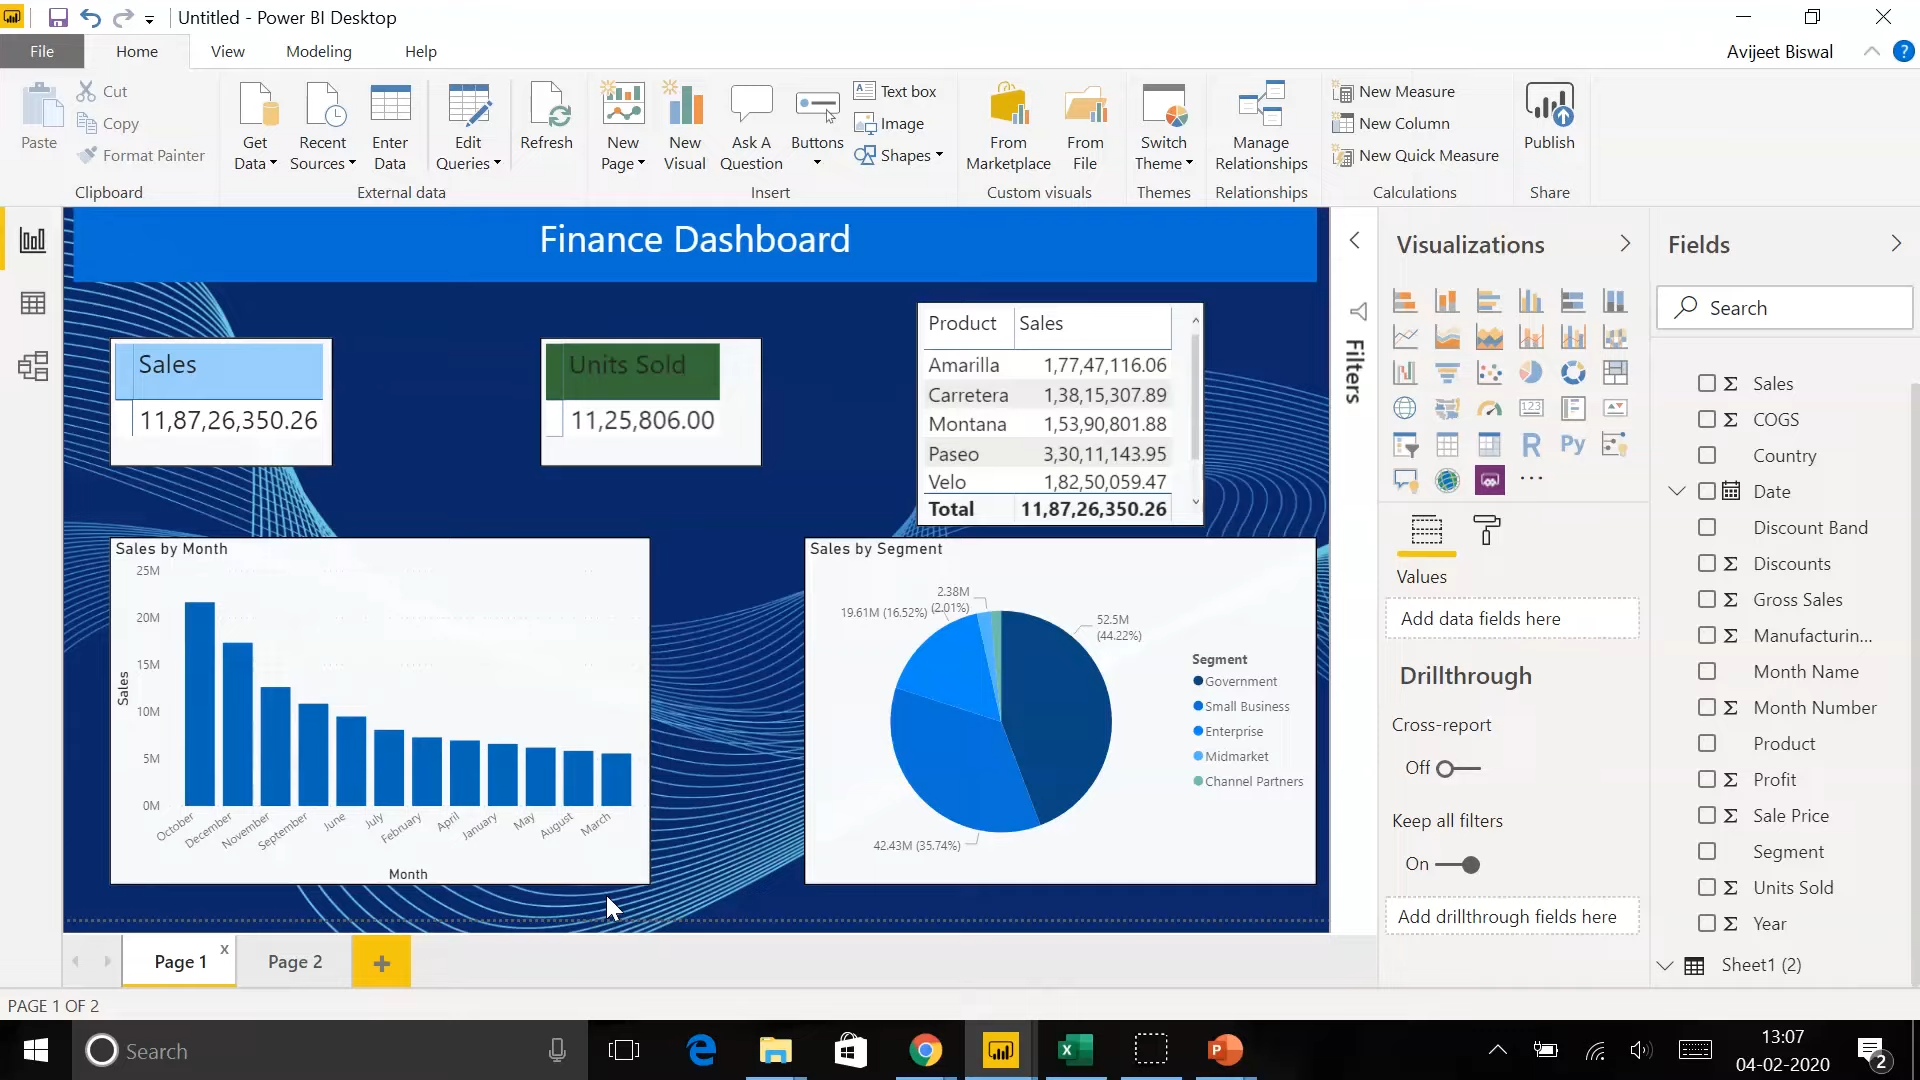 Untitled - Power BI Desktop
File
Home
View
Modeling
Help
Avijeet Biswal
?
Paste
Cut
Copy
Format Painter
Clipboard
Get Data
Recent Sources
Enter Data
Edit Queries
Refresh
External data
New Page
New Visual
Ask A Question
Buttons
Text box
Image
Shapes
Insert
From Marketplace
From File
Custom visuals
Switch Theme
Themes
Manage Relationships
Relationships
New Measure
New Column
New Quick Measure
Calculations
Publish
Share
Finance Dashboard
Sales
11,87,26,350.26
Units Sold
11,25,806.00
Product Sales
Amarilla 1,77,47,116.06
Carretera 1,38,15,307.89
Montana 1,53,90,801.88
Paseo 3,30,11,143.95
Velo 1,82,50,059.47
Total 11,87,26,350.26
Sales by Month
25M
20M
15M
10M
5M
0M
Sales
October
December
November
September
June
July
February
April
January
May
August
March
Month
Sales by Segment
2.38M
(2.01%)
19.61M (16.52%)
52.5M
(44.22%)
42.43M (35.74%)
Segment
Government
Small Business
Enterprise
Midmarket
Channel Partners
Filters
Visualizations
123
R
Py
...
Values
Add data fields here
Drillthrough
Cross-report
Off
Keep all filters
On
Add drillthrough fields here
Fields
Search
Σ Sales
Σ COGS
Country
Date
Discount Band
Σ Discounts
Σ Gross Sales
Σ Manufacturin...
Month Name
Σ Month Number
Product
Σ Profit
Σ Sale Price
Segment
Σ Units Sold
Σ Year
Sheet1 (2)
Page 1
x
Page 2
+
PAGE 1 OF 2
Search
13:07
04-02-2020
2